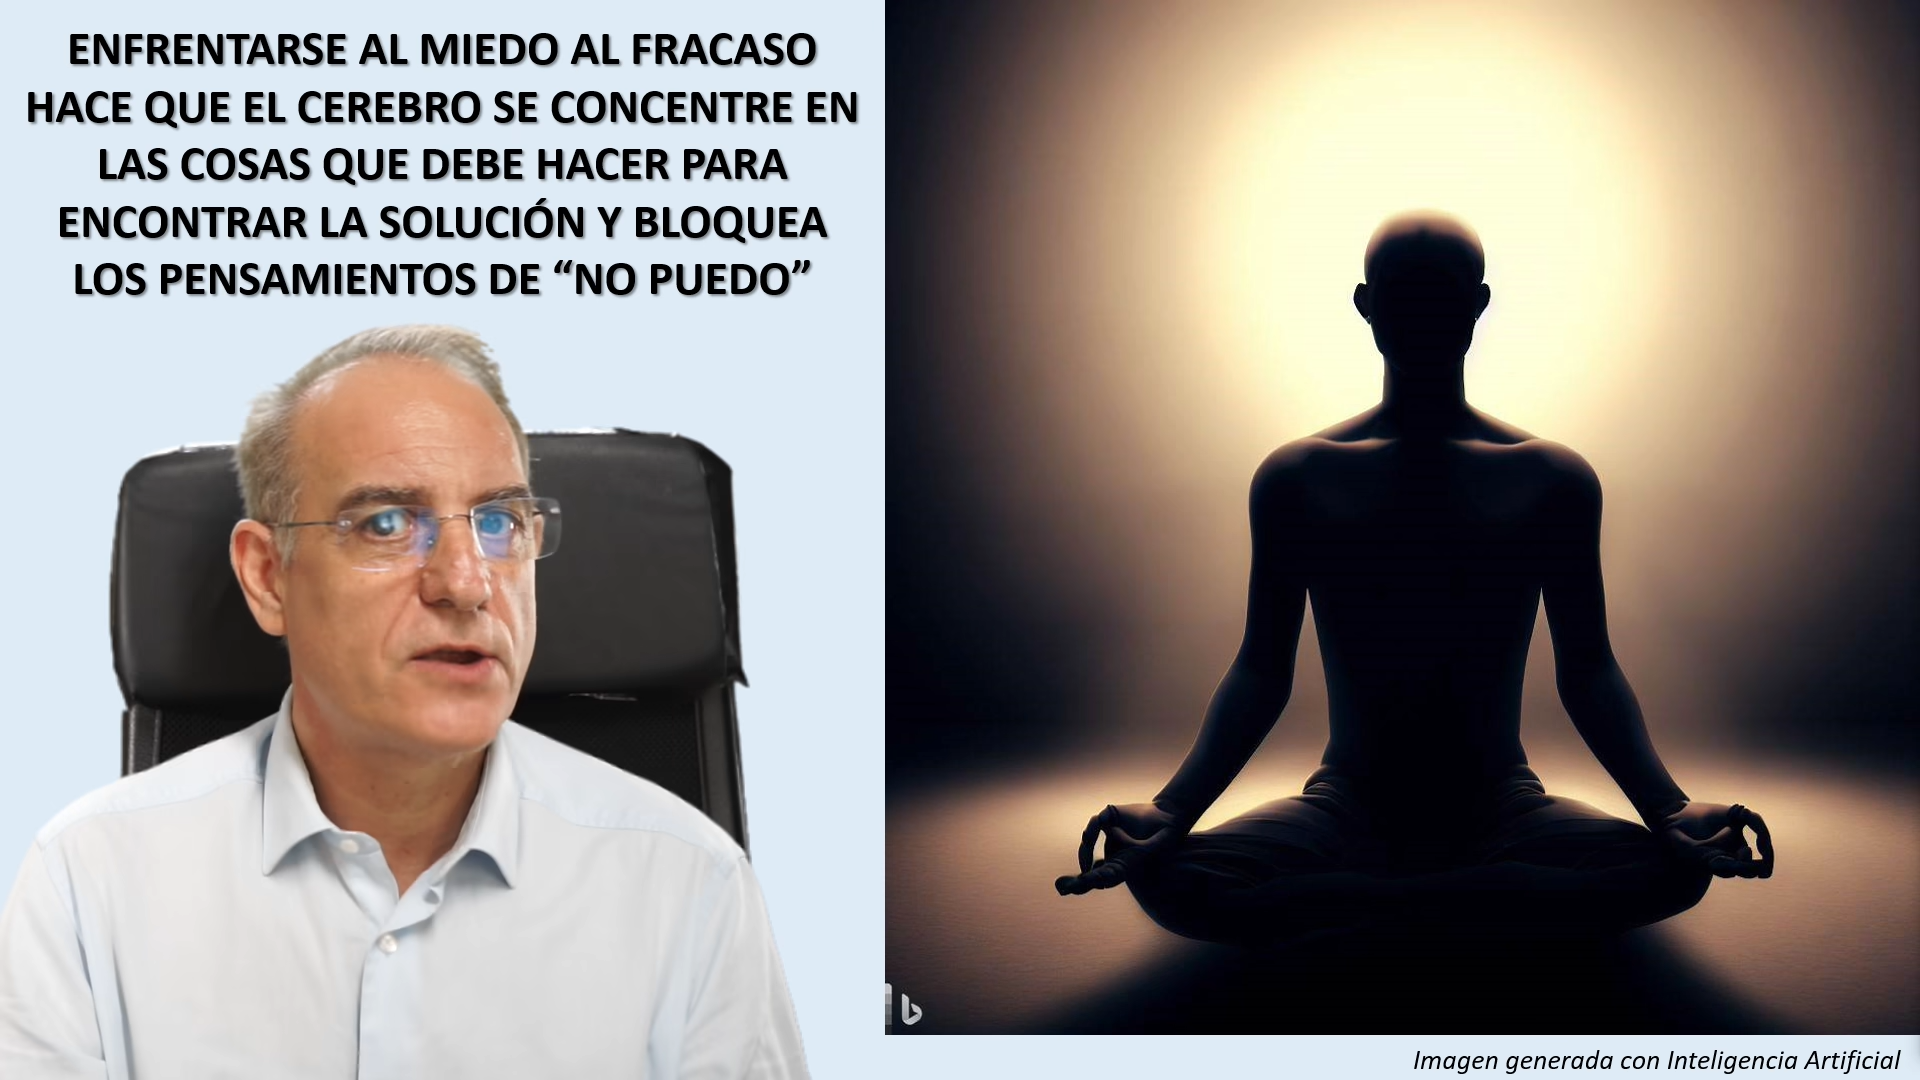 ENFRENTARSE AL MIEDO AL FRACASO
HACE QUE EL CEREBRO SE CONCENTRE EN
LAS COSAS QUE DEBE HACER PARA
ENCONTRAR LA SOLUCIÓN Y BLOQUEA
LOS PENSAMIENTOS DE “NO PUEDO”
Imagen generada con Inteligencia Artificial